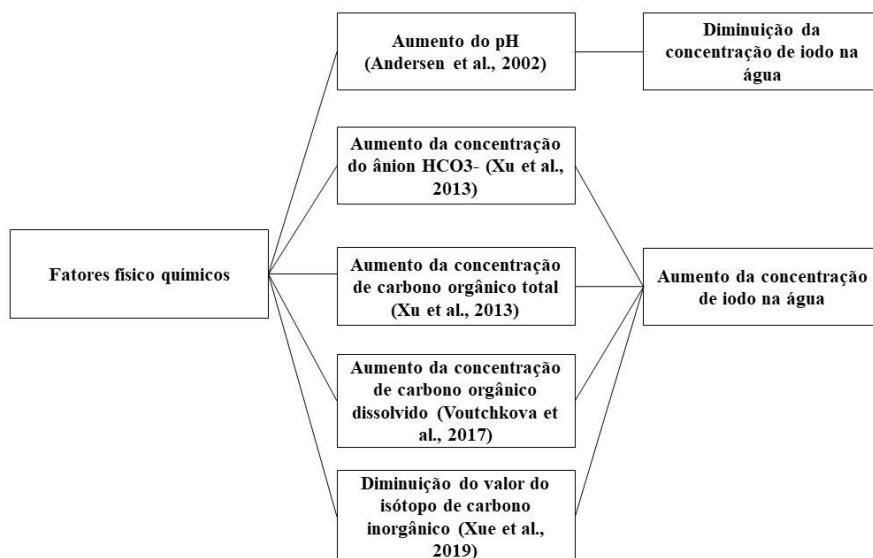 Aumento do pH
(Andersen et al., 2002)
Diminuição da
concentração de iodo na
água
Aumento da concentração
do ânion HCO3- (Xu et al.,
2013)
Fatores físico químicos
Aumento da concentração
de carbono orgânico total
(Xu et al., 2013)
Aumento da concentração
de iodo na água
Aumento da concentração
de carbono orgânico
dissolvido (Voutchkova et
al., 2017)
Diminuição do valor do
isótopo de carbono
inorgânico (Xue et al.,
2019)